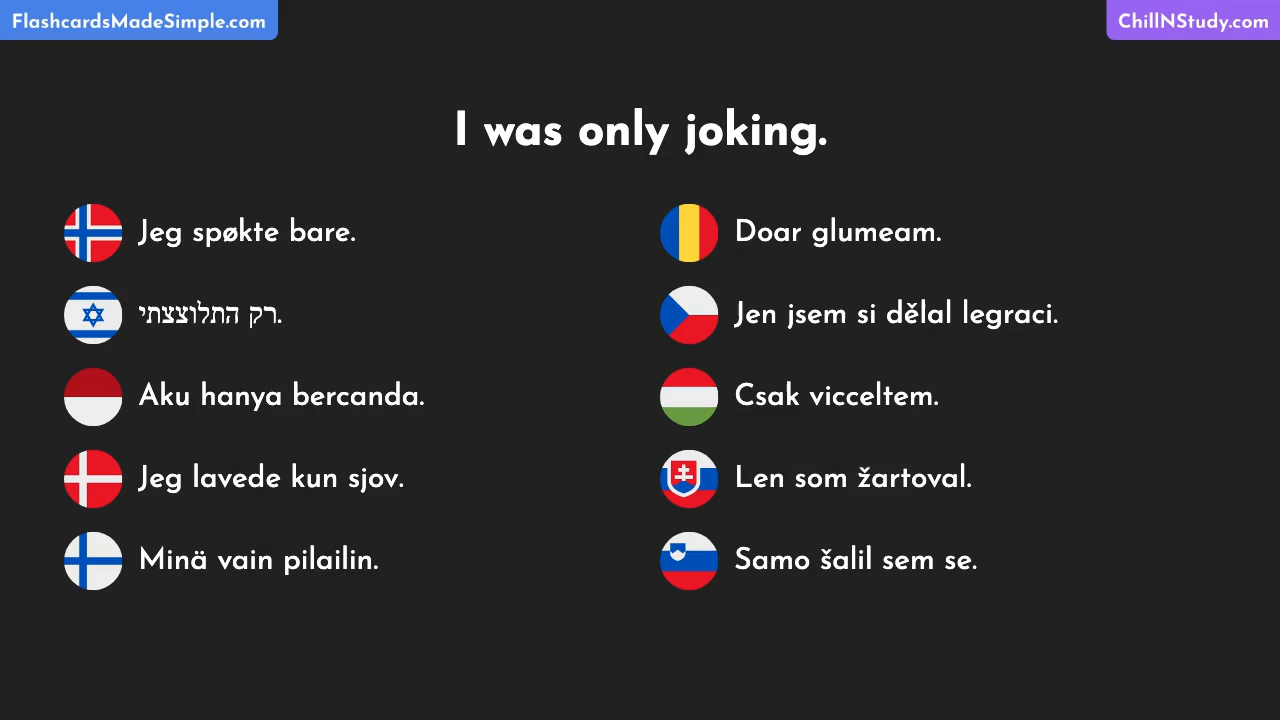 FlashcardsMadeSimple.com
ChillNStudy.com
I was only joking.
Jeg spøkte bare.
רק התלוצצתי.
Aku hanya bercanda.
Jeg lavede kun sjov.
Minä vain pilailin.
Doar glumeam.
Jen jsem si dělal legraci.
Csak vicceltem.
Len som žartoval.
Samo šalil sem se.